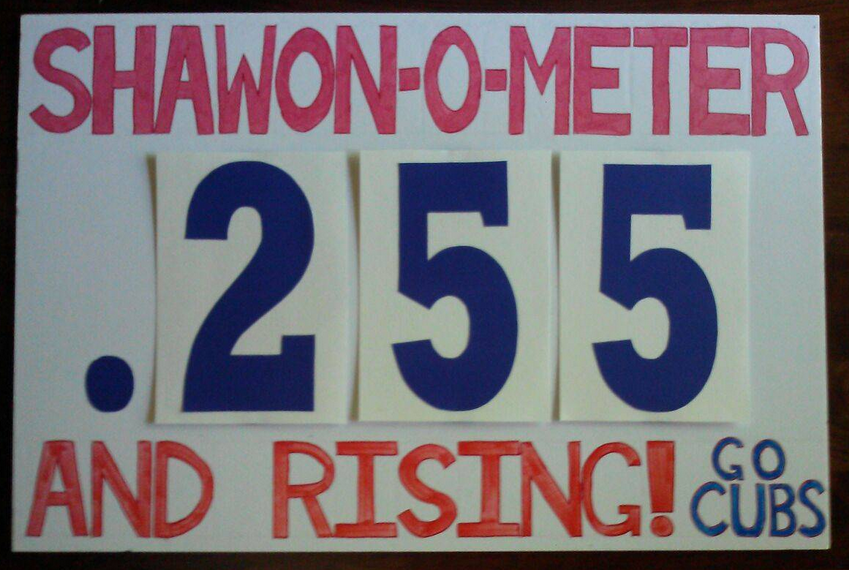 SHAWON-O-METER
.255
AND RISING!
GO
CUBS